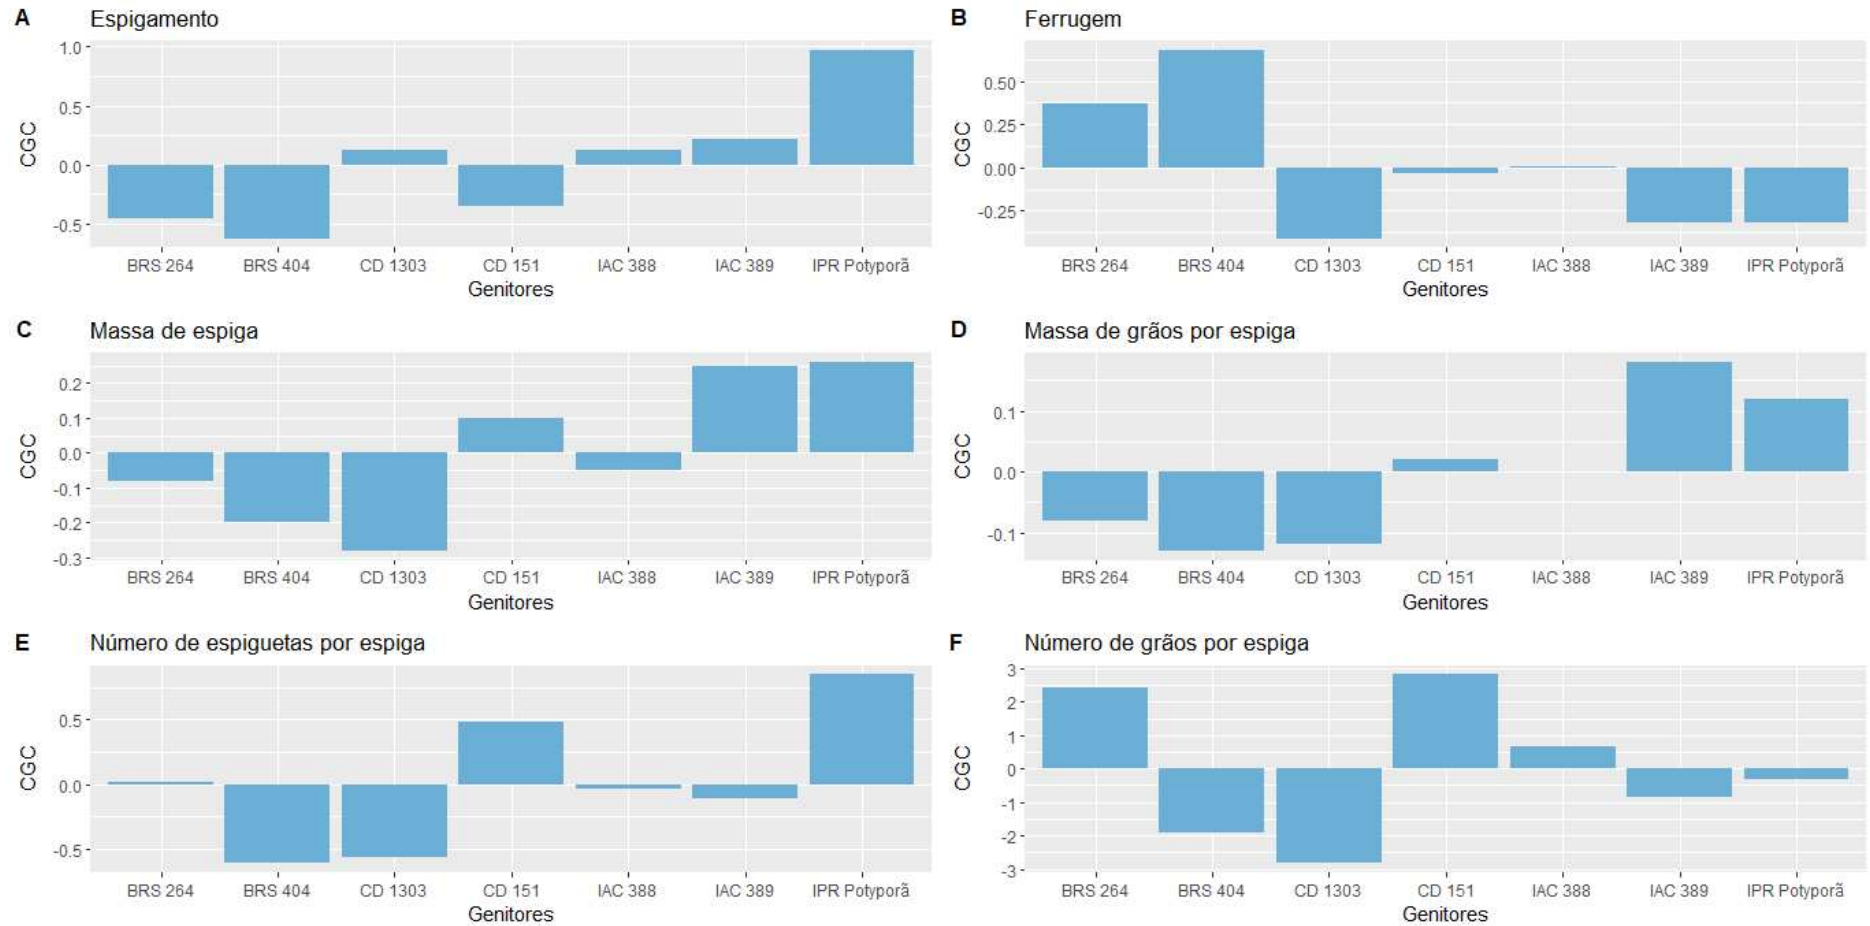 A Espigamento
1.0
0.5
0.0
-0.5
CGC
BRS 264 BRS 404 CD 1303 CD 151 IAC 388 IAC 389 IPR Potyporã
Genitores
B Ferrugem
0.50
0.25
0.00
-0.25
CGC
BRS 264 BRS 404 CD 1303 CD 151 IAC 388 IAC 389 IPR Potyporã
Genitores
C Massa de espiga
0.2
0.1
0.0
-0.1
-0.2
-0.3
CGC
BRS 264 BRS 404 CD 1303 CD 151 IAC 388 IAC 389 IPR Potyporã
Genitores
D Massa de grãos por espiga
0.1
0.0
-0.1
CGC
BRS 264 BRS 404 CD 1303 CD 151 IAC 388 IAC 389 IPR Potyporã
Genitores
E Número de espiguetas por espiga
0.5
0.0
-0.5
CGC
BRS 264 BRS 404 CD 1303 CD 151 IAC 388 IAC 389 IPR Potyporã
Genitores
F Número de grãos por espiga
3
2
1
0
-1
-2
-3
CGC
BRS 264 BRS 404 CD 1303 CD 151 IAC 388 IAC 389 IPR Potyporã
Genitores